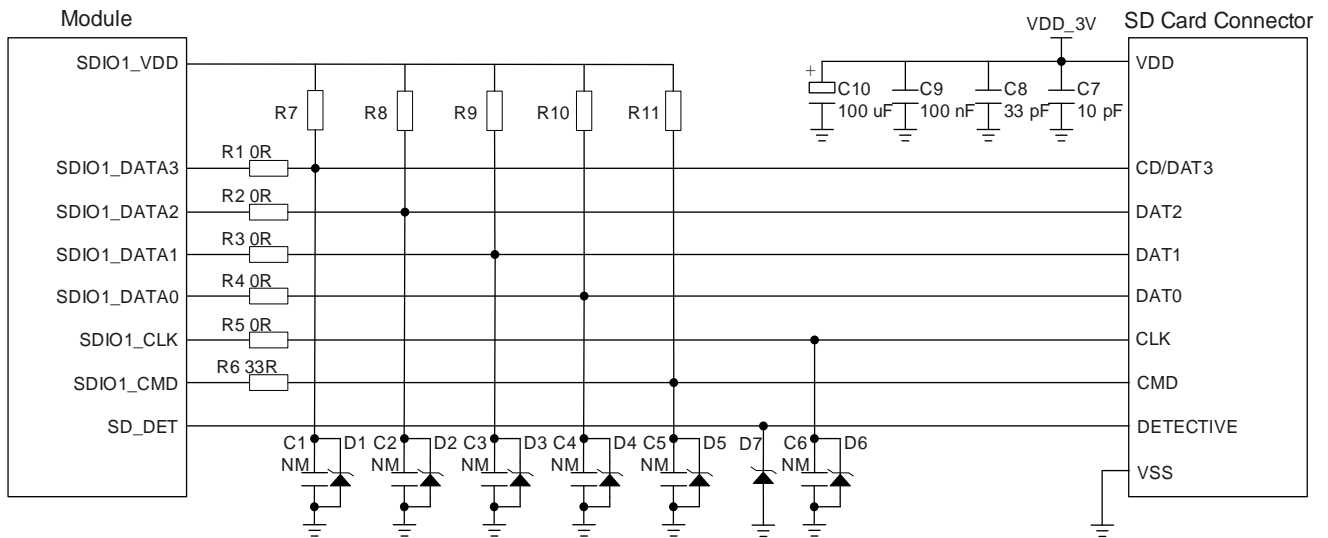 Module
VDD_3V
SD Card Connector
SDIO1_VDD
VDD
+
C10
C9
C8
C7
100 uF
100 nF
33 pF
10 pF
R7
R8
R9
R10
R11
R1 0R
SDIO1_DATA3
CD/DAT3
R2 0R
SDIO1_DATA2
DAT2
R3 0R
SDIO1_DATA1
DAT1
R4 0R
SDIO1_DATA0
DAT0
R5 0R
SDIO1_CLK
CLK
R6 33R
SDIO1_CMD
CMD
SD_DET
DETECTIVE
C1
D1
C2
D2
C3
D3
C4
D4
C5
D5
D7
C6
D6
NM
NM
NM
NM
NM
NM
VSS